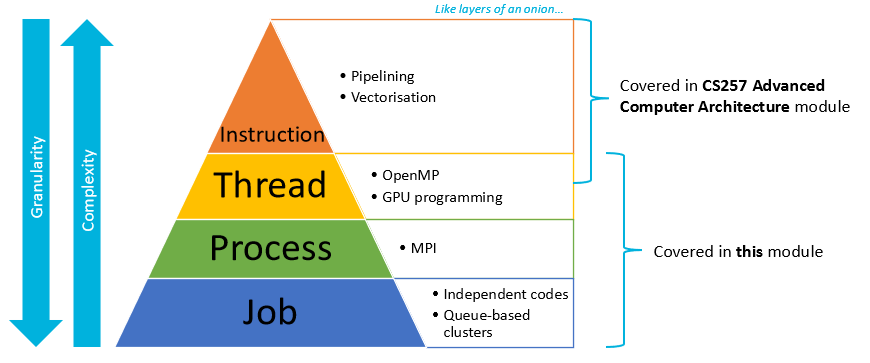 Like layers of an onion...
Granularity
Complexity
Instruction
• Pipelining
• Vectorisation
Thread
• OpenMP
• GPU programming
Process
• MPI
Job
• Independent codes
• Queue-based
clusters
Covered in CS257 Advanced
Computer Architecture module
Covered in this module